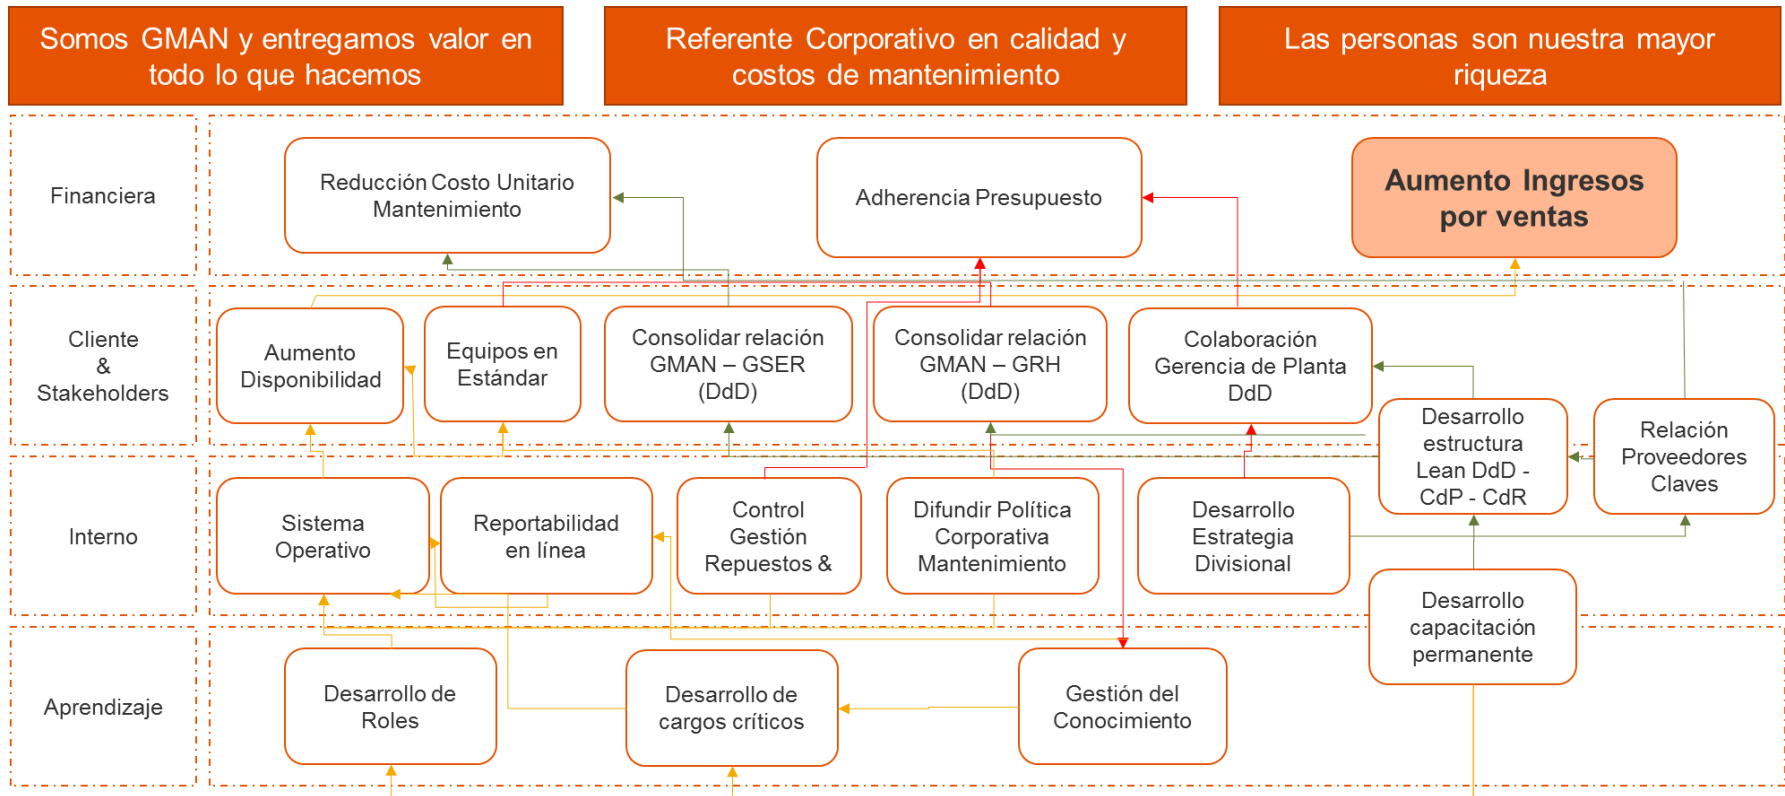 Somos GMAN y entregamos valor en
todo lo que hacemos
Referente Corporativo en calidad y
costos de mantenimiento
Las personas son nuestra mayor
riqueza
Financiera
Reducción Costo Unitario
Mantenimiento
Adherencia Presupuesto
Aumento Ingresos
por ventas
Cliente
&
Stakeholders
Aumento
Disponibilidad
Equipos en
Estándar
Consolidar relación
GMAN – GSER
(DdD)
Consolidar relación
GMAN – GRH
(DdD)
Colaboración
Gerencia de Planta
DdD
Desarrollo
estructura
Lean DdD -
CdP - CdR
Relación
Proveedores
Claves
Interno
Sistema
Operativo
Reportabilidad
en línea
Control
Gestión
Repuestos &
Difundir Política
Corporativa
Mantenimiento
Desarrollo
Estrategia
Divisional
Desarrollo
capacitación
permanente
Aprendizaje
Desarrollo de
Roles
Desarrollo de
cargos críticos
Gestión del
Conocimiento